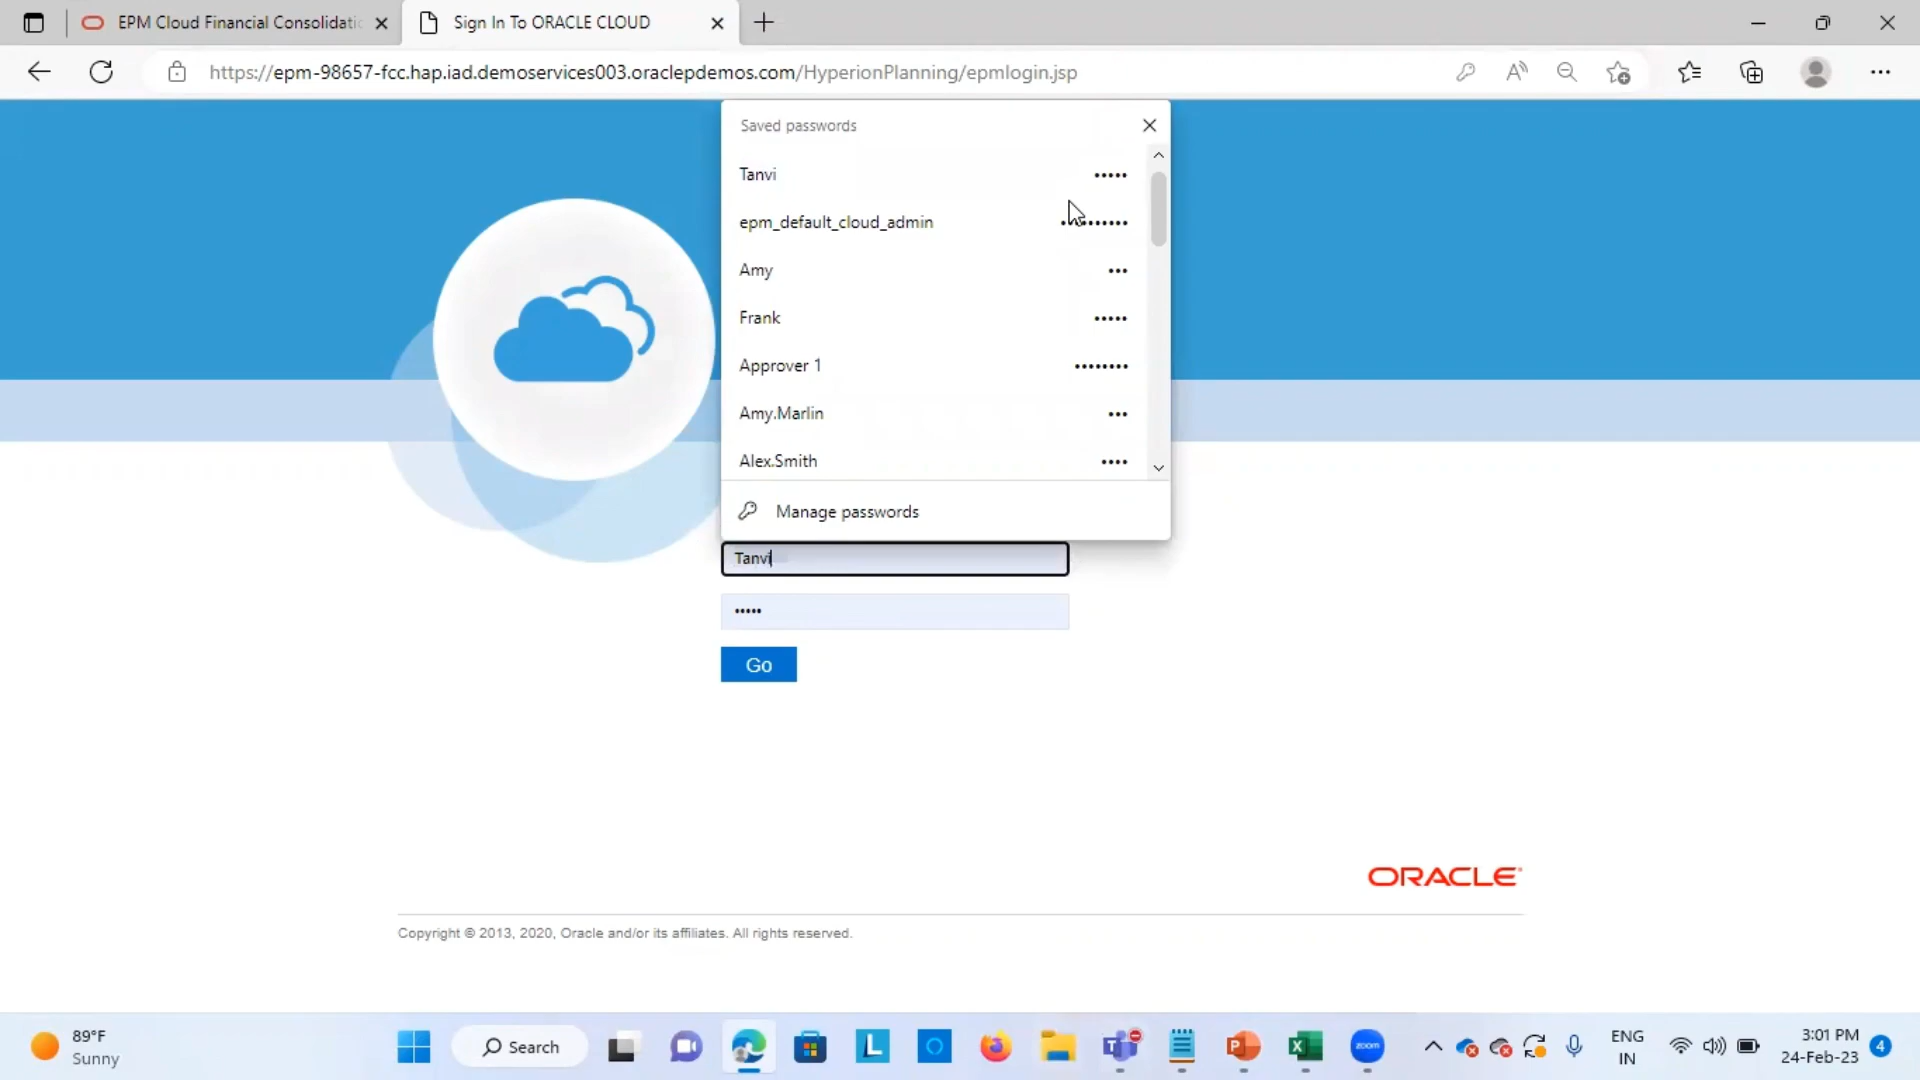 EPM Cloud Financial Consolidatic
Sign In To ORACLE CLOUD
https://epm-98657-fcc.hap.iad.demoservices003.oraclepdemos.com/HyperionPlanning/epmlogin.jsp
Saved passwords
Tanvi •••••
epm_default_cloud_admin
Amy •••
Frank •••••
Approver 1 ••••••••
Amy.Marlin •••
Alex.Smith ••••
Manage passwords
Tanvi
•••••
Go
ORACLE
Copyright © 2013, 2020, Oracle and/or its affiliates. All rights reserved.
89°F
Sunny
Search
L
T
P
X
zoom
ENG
IN
3:01 PM
24-Feb-23
4